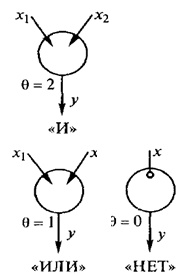 x₁ x₂
θ = 2
y
«И»
x₁ x x
θ = 1 θ = 0
y y
«ИЛИ» «НЕТ»